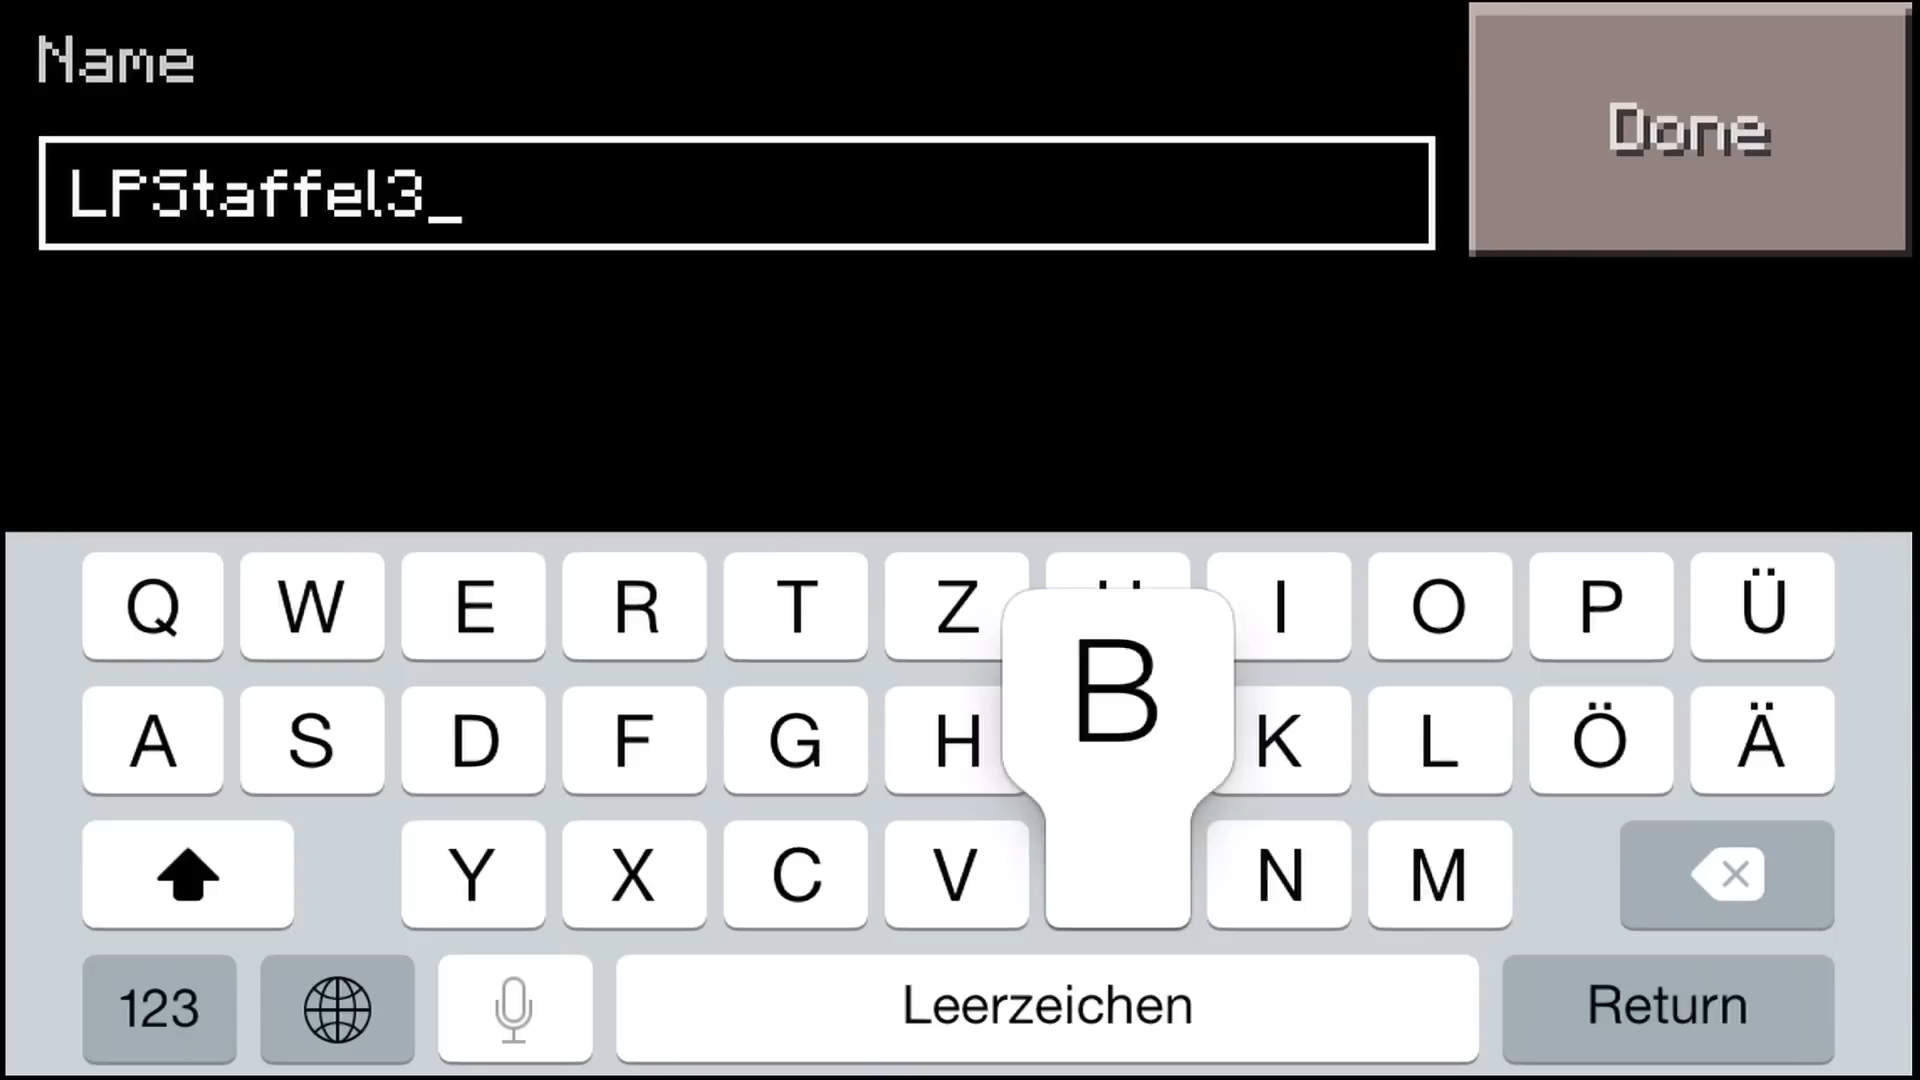 Name
Done
LPStaffel3_
Q W E R T Z I O P Ü
A S D F G H B K L Ö Ä
Y X C V N M
123 Leerzeichen Return